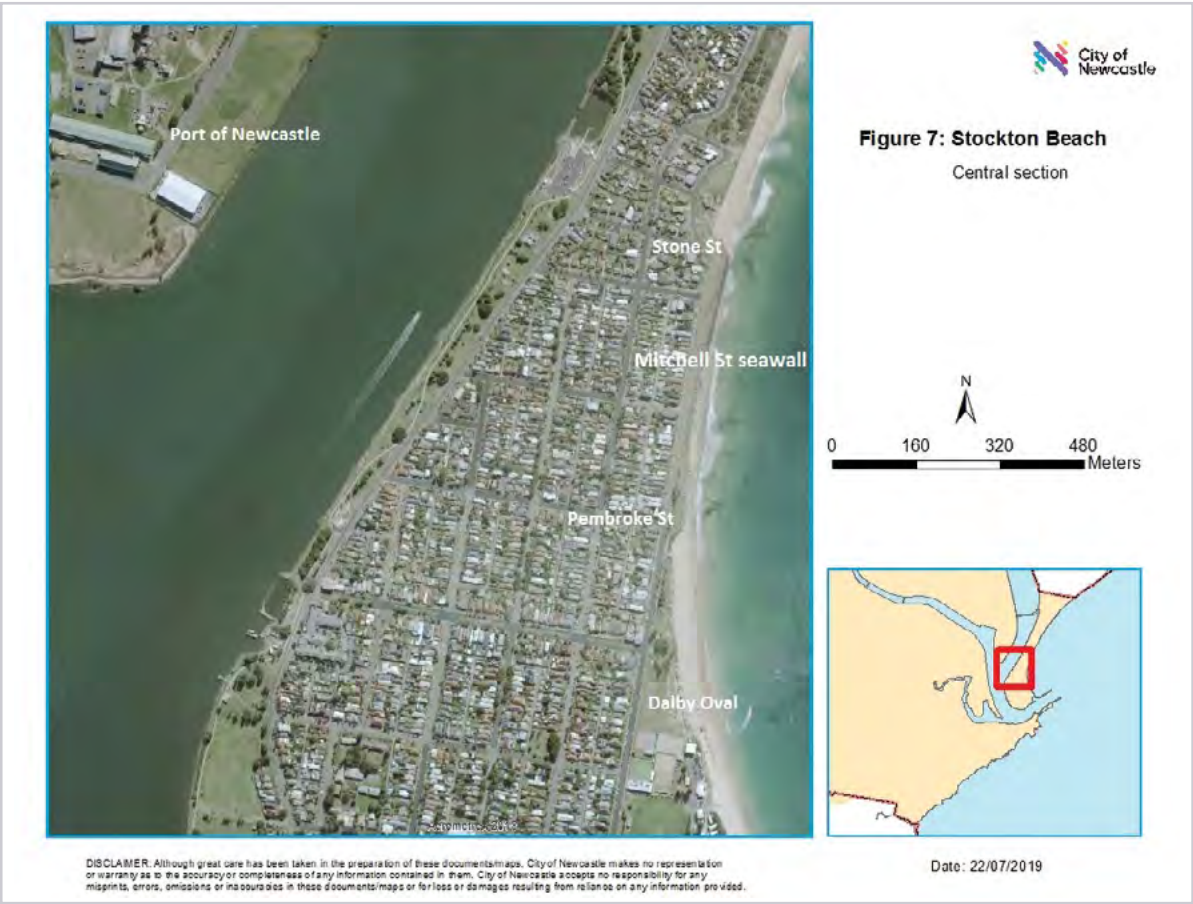 City of
Newcastle
Port of Newcastle
Figure 7: Stockton Beach
Central section
Stone St
Mitchell St seawall
N
0 160 320 480
Meters
Pembroke St
Dalby Oval
DISCLAIMER: Although great care has been taken in the preparation of these documents/maps, City of Newcastle makes no representation
or warranty as to the accuracy or completeness of any information contained in them. City of Newcastle accepts no responsibility for any
misprints, errors, omissions or inaccuracies in these documents/maps or for loss or damages resulting from reliance on any information provided.
Date: 22/07/2019